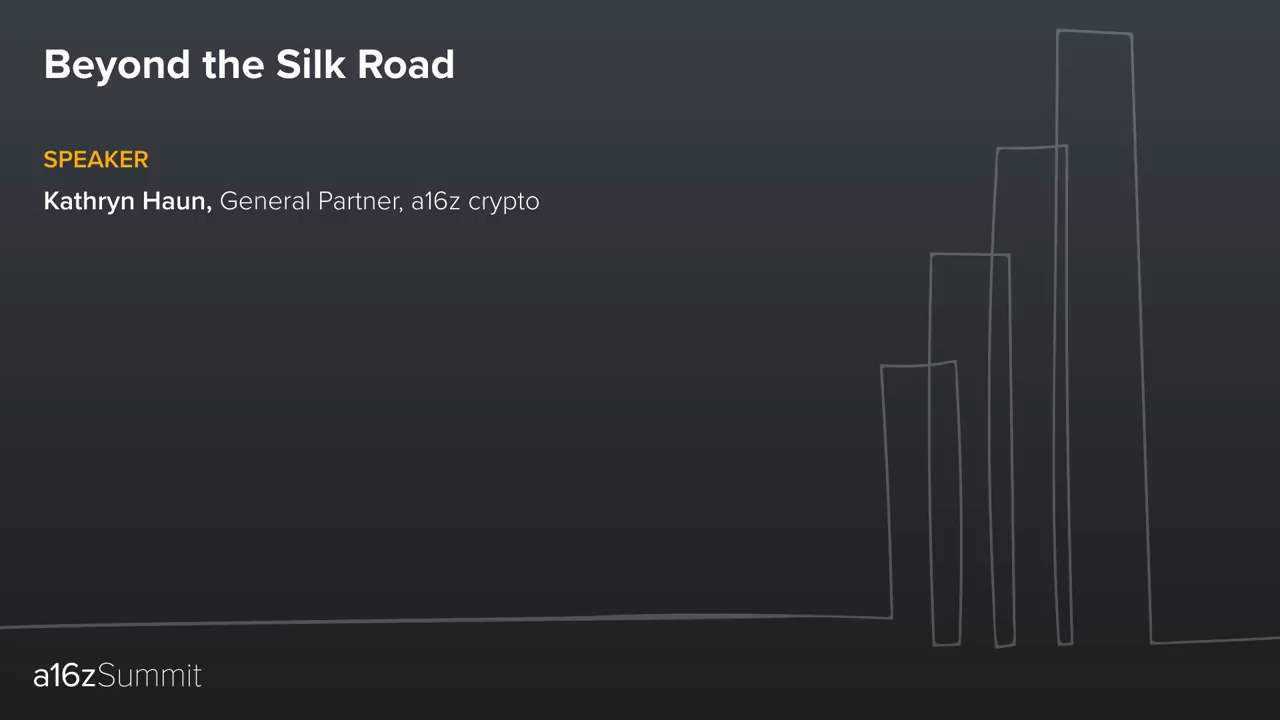 Beyond the Silk Road
SPEAKER
Kathryn Haun, General Partner, a16z crypto
a16zSummit